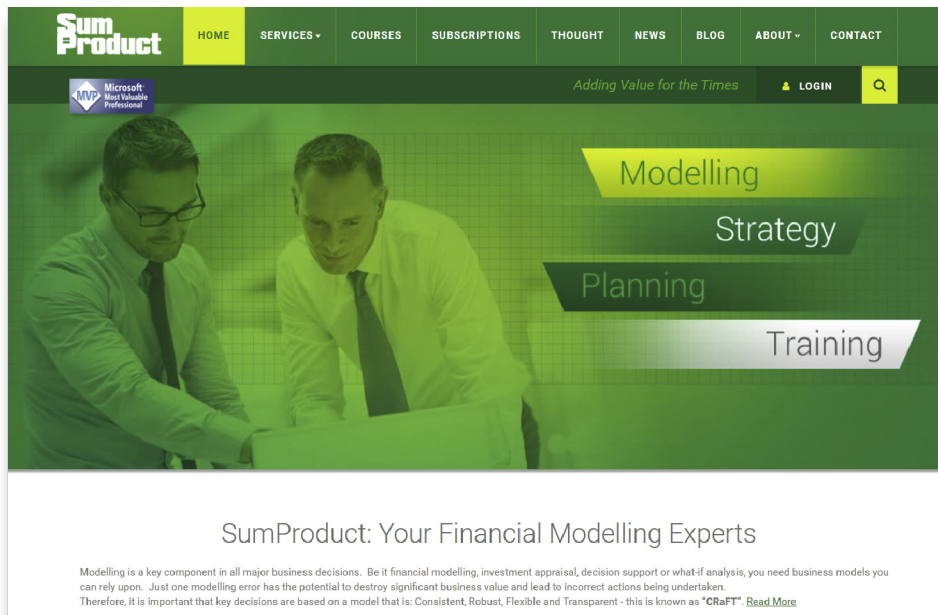 Sum
Product
HOME
SERVICES
COURSES
SUBSCRIPTIONS
THOUGHT
NEWS
BLOG
ABOUT
CONTACT
MVP
Microsoft®
Most Valuable
Professional
Adding Value for the Times
LOGIN
Modelling
Strategy
Planning
Training
SumProduct: Your Financial Modelling Experts
Modelling is a key component in all major business decisions. Be it financial modelling, investment appraisal, decision support or what-if analysis, you need business models you
can rely upon. Just one modelling error has the potential to destroy significant business value and lead to incorrect actions being undertaken.
Therefore, it is important that key decisions are based on a model that is: Consistent, Robust, Flexible and Transparent - this is known as "CRaFT". Read More